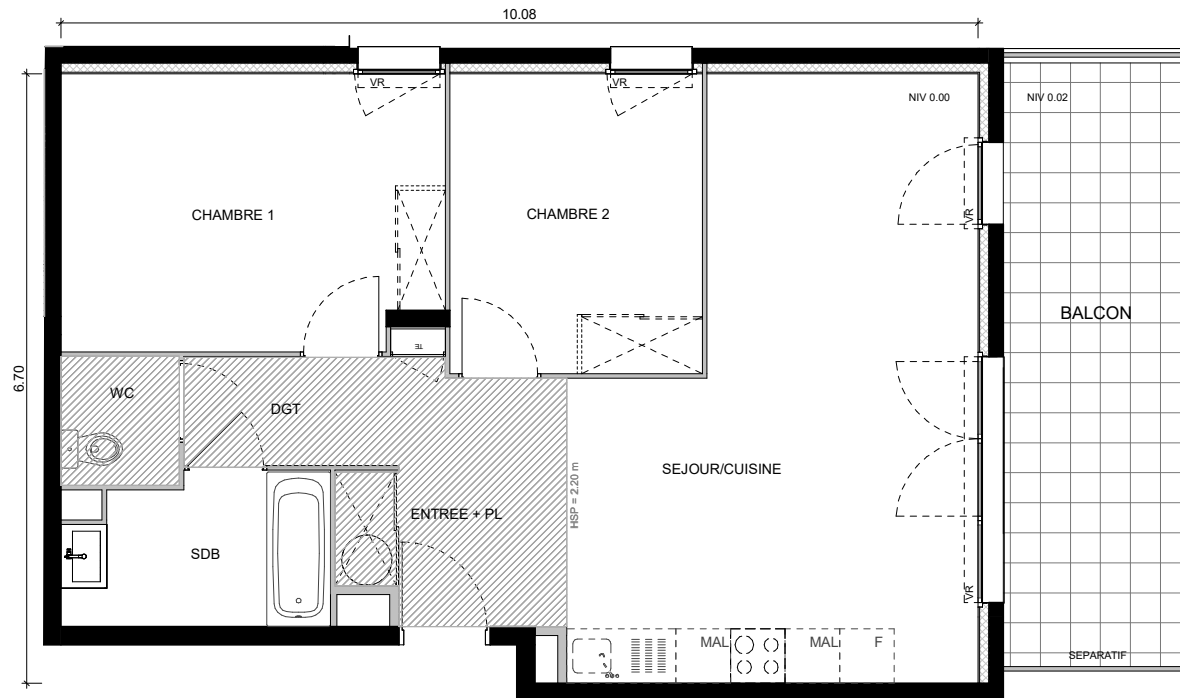 10.08
VR
VR
NIV 0.00
NIV 0.02
CHAMBRE 1
CHAMBRE 2
VR
BALCON
TE
6.70
WC
DGT
SEJOUR/CUISINE
HSP = 2.20 m
ENTREE + PL
SDB
VR
MAL
MAL
F
SEPARATIF